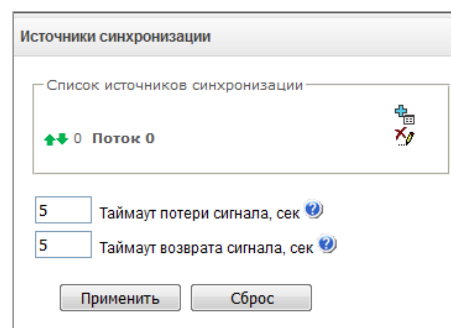 Источники синхронизации
Список источников синхронизации
0 Поток 0
5 Таймаут потери сигнала, сек ?
5 Таймаут возврата сигнала, сек ?
Применить Сброс